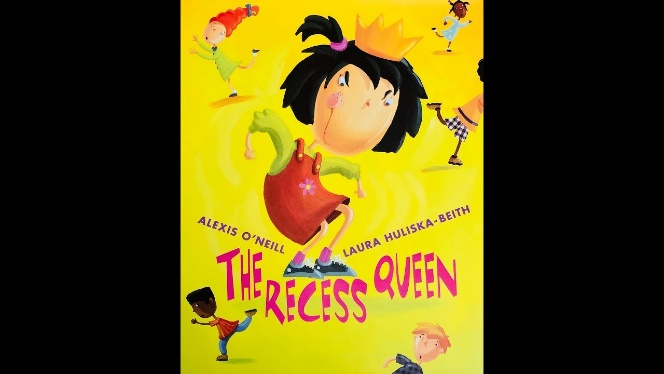 ALEXIS O'NEILL
LAURA HULISKA-BEITH
THE RECESS QUEEN